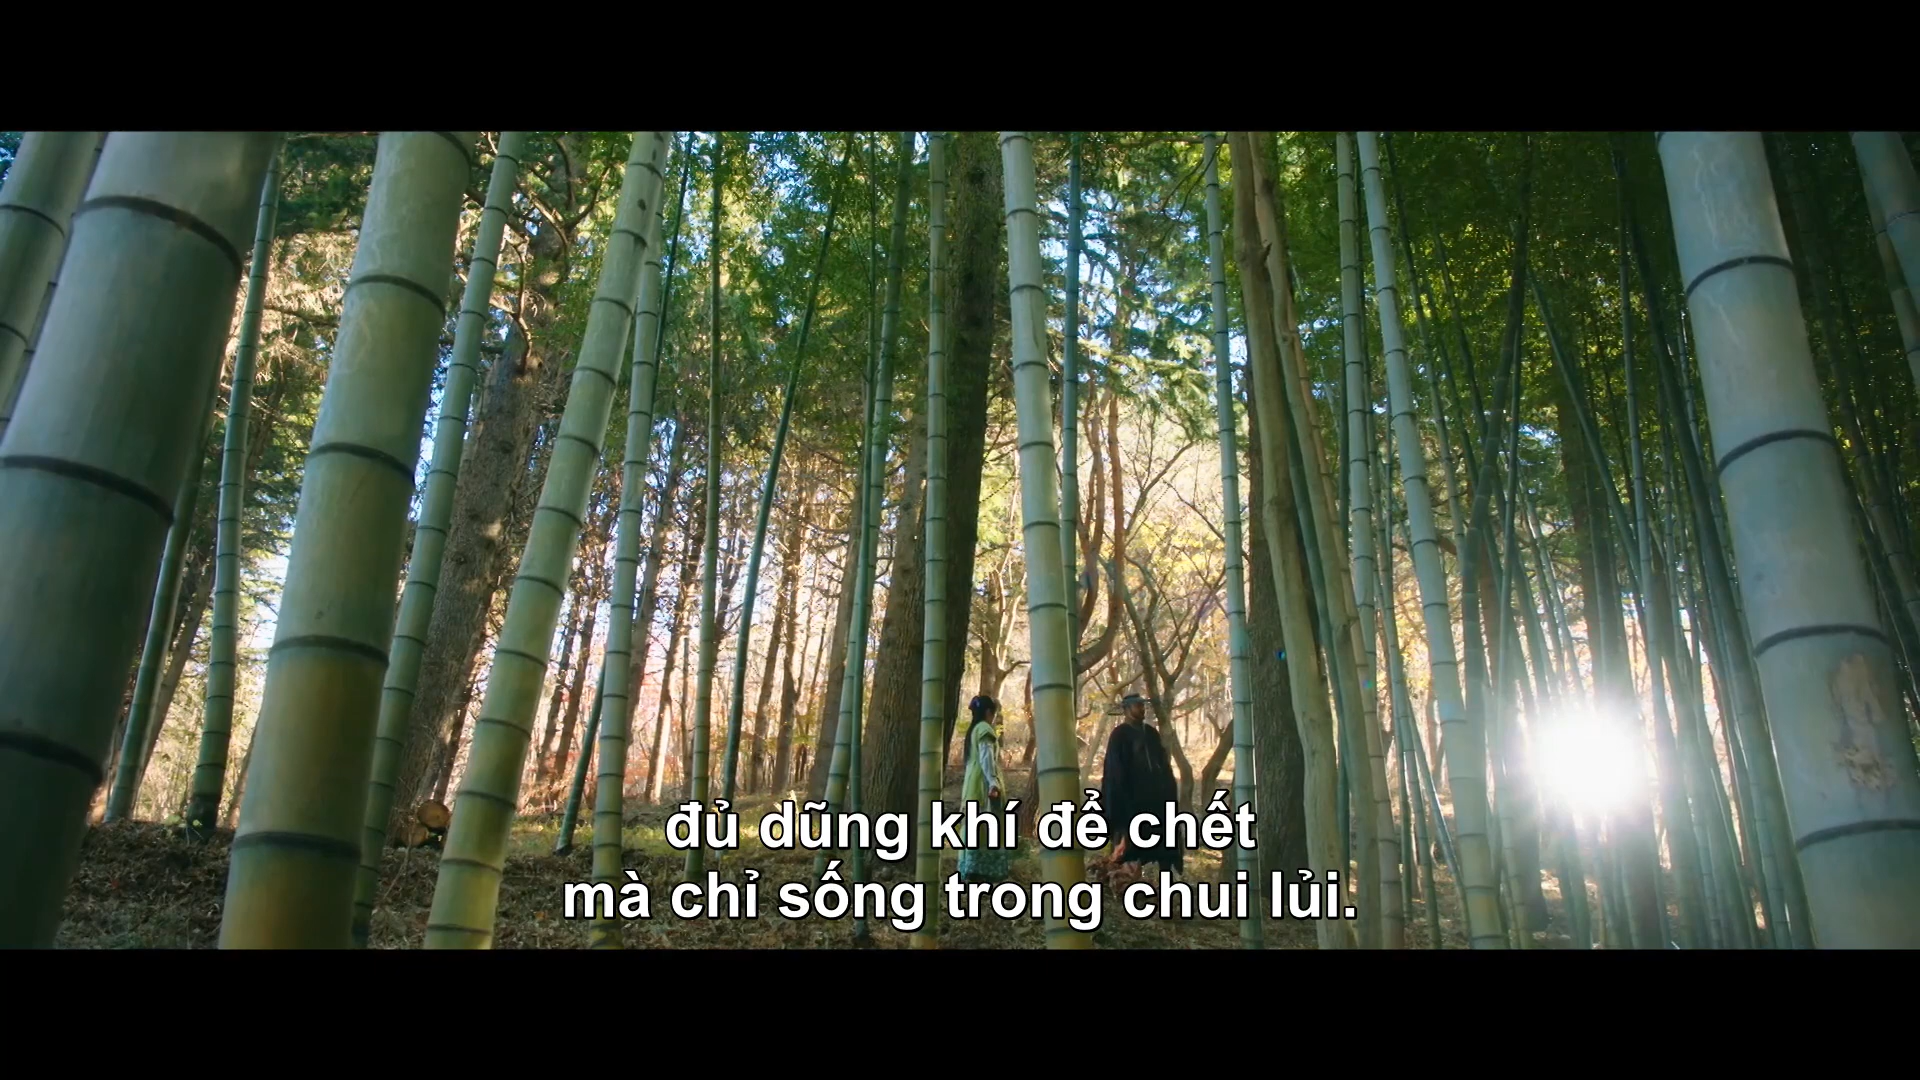 đủ dũng khí để chết
mà chỉ sống trong chui lủi.